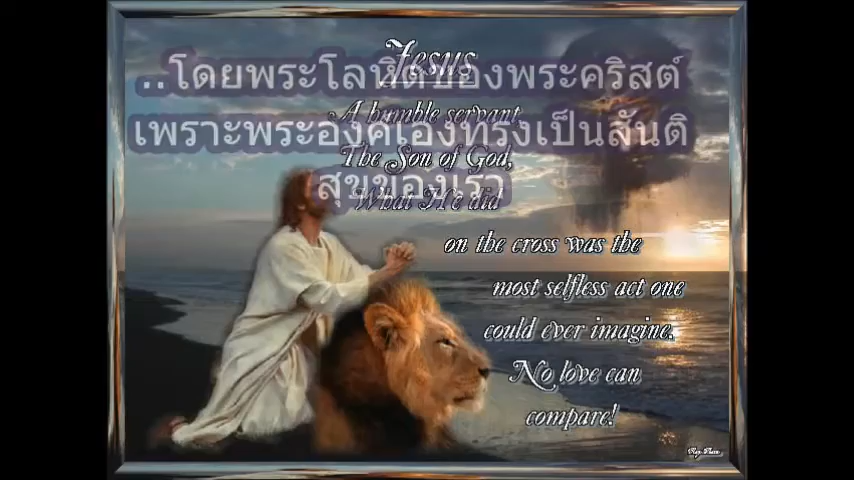 Jesus
..โดยพระโลหิตของพระคริสต์
A humble servant
เพราะพระองค์เองทรงเป็นสันติ
The Son of God,
สุขของเรา
What He did
on the cross was the
most selfless act one
could ever imagine.
No love can
compare!